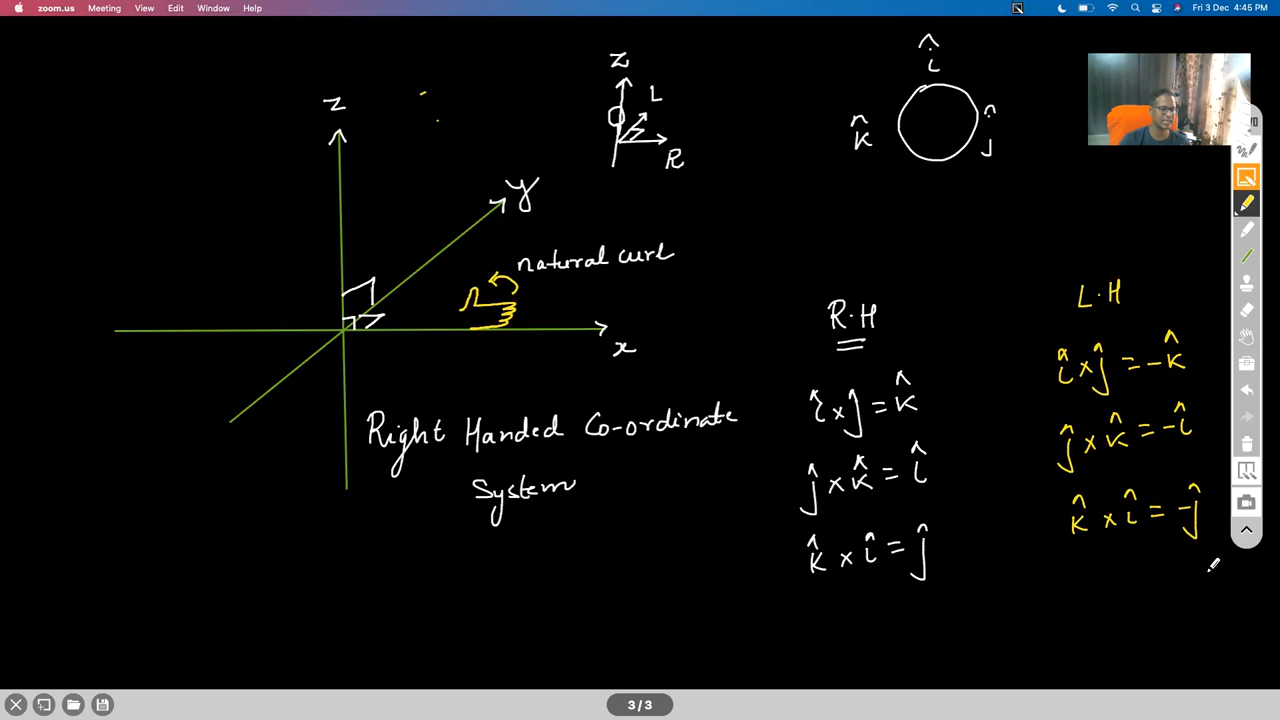 zoom.us Meeting View Edit Window Help
Fri 3 Dec 4:45 PM
z
y
x
natural curl
Right Handed Co-ordinate
System
Z
L
R
î
k̂
ĵ
R.H
î × ĵ = k̂
ĵ × k̂ = î
k̂ × î = ĵ
L.H
î × ĵ = -k̂
ĵ × k̂ = -î
k̂ × î = -ĵ
3/3